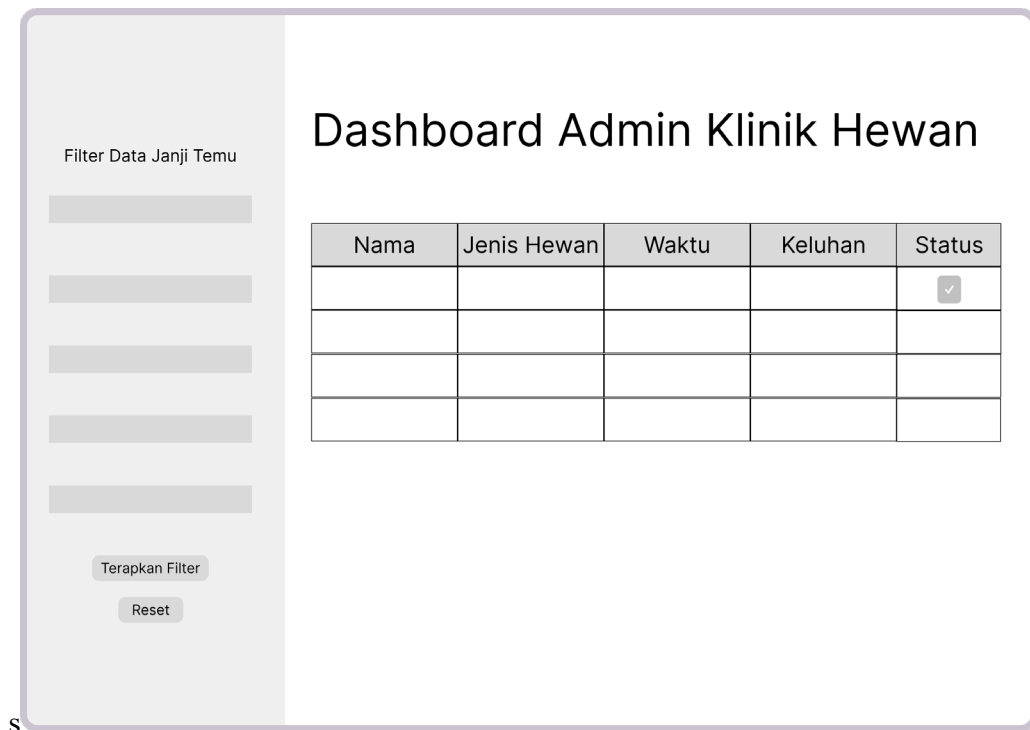 Dashboard Admin Klinik Hewan
Filter Data Janji Temu
Nama Jenis Hewan Waktu Keluhan Status
Terapkan Filter
Reset
s